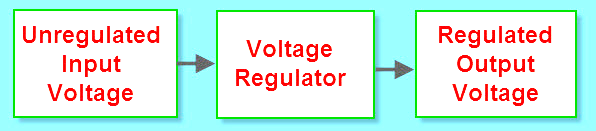 Unregulated
Input
Voltage
Voltage
Regulator
Regulated
Output
Voltage